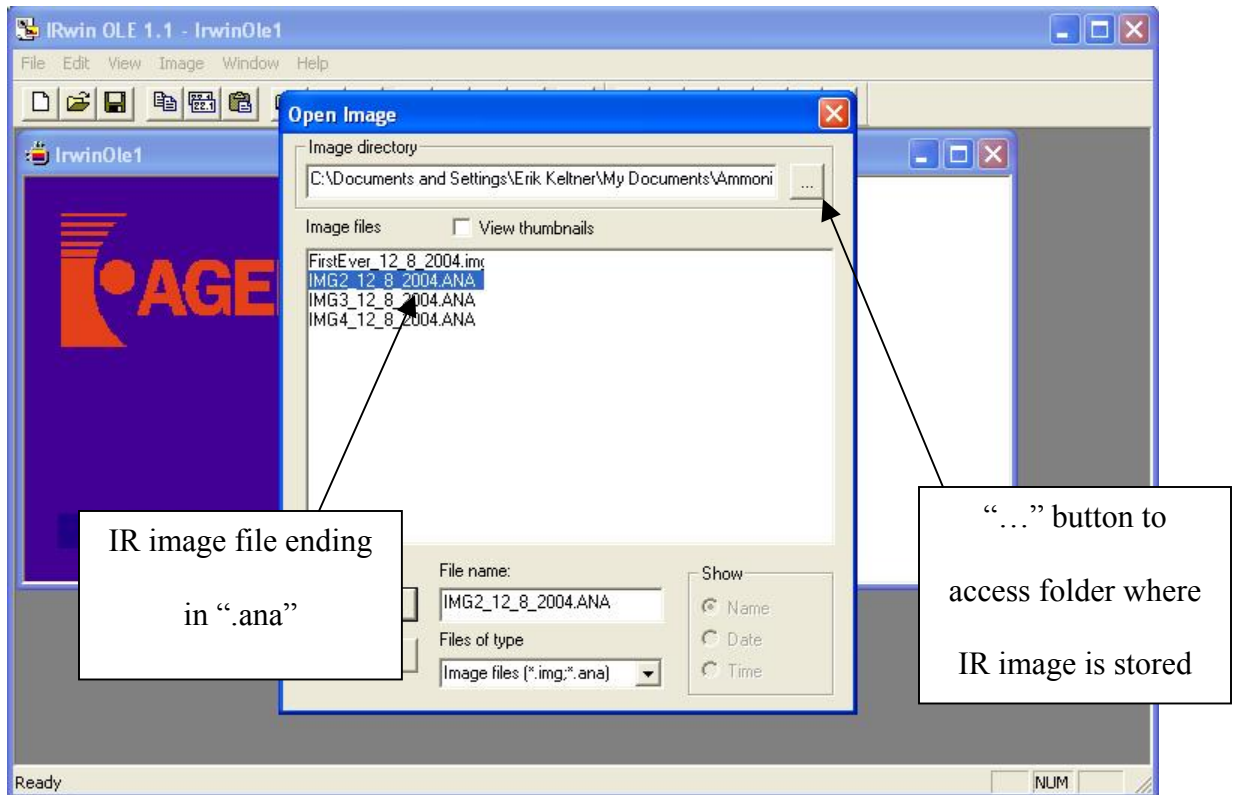 IRwin OLE 1.1 - IrwinOle1
File Edit View Image Window Help
Open Image
IrwinOle1
Image directory
C:\Documents and Settings\Erik Keltner\My Documents\Ammoni
...
Image files
View thumbnails
FirstEver_12_8_2004.img
IMG2_12_8_2004.ANA
IMG3_12_8_2004.ANA
IMG4_12_8_2004.ANA
AGE
IR image file ending
in “.ana”
“…” button to
access folder where
IR image is stored
File name:
IMG2_12_8_2004.ANA
Files of type
Image files (*.img;*.ana)
Show
Name
Date
Time
Ready
NUM